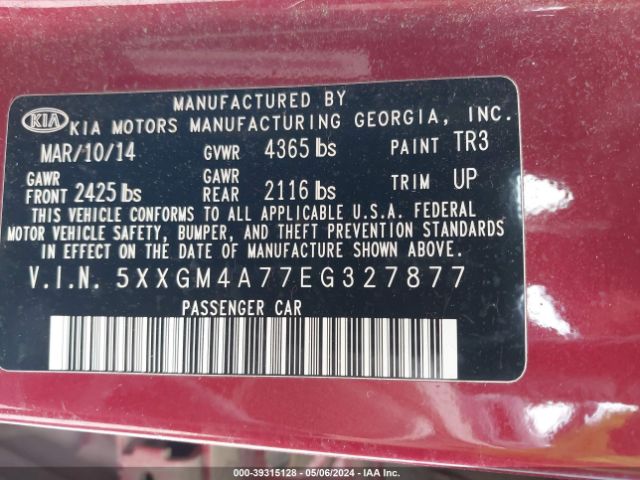 MANUFACTURED BY
KIA KIA MOTORS MANUFACTURING GEORGIA, INC.
MAR/10/14 GVWR 4365 lbs PAINT TR3
GAWR FRONT 2425 lbs GAWR REAR 2116 lbs TRIM UP
THIS VEHICLE CONFORMS TO ALL APPLICABLE U.S.A. FEDERAL
MOTOR VEHICLE SAFETY, BUMPER, AND THEFT PREVENTION STANDARDS
IN EFFECT ON THE DATE OF MANUFACTURE SHOWN ABOVE.
V.I.N. 5XXGM4A77EG327877
PASSENGER CAR
000-39315128 - 05/06/2024 - IAA Inc.